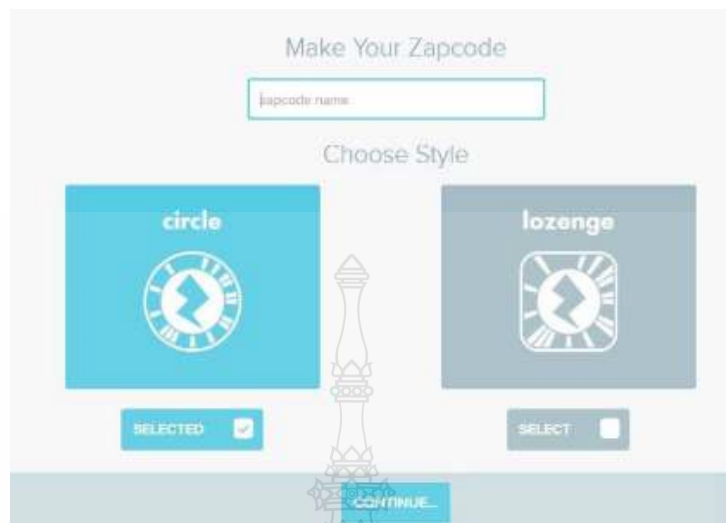 Make Your Zapcode
zapcode name
Choose Style
circle
lozenge
SELECTED
SELECT
CONTINUE...